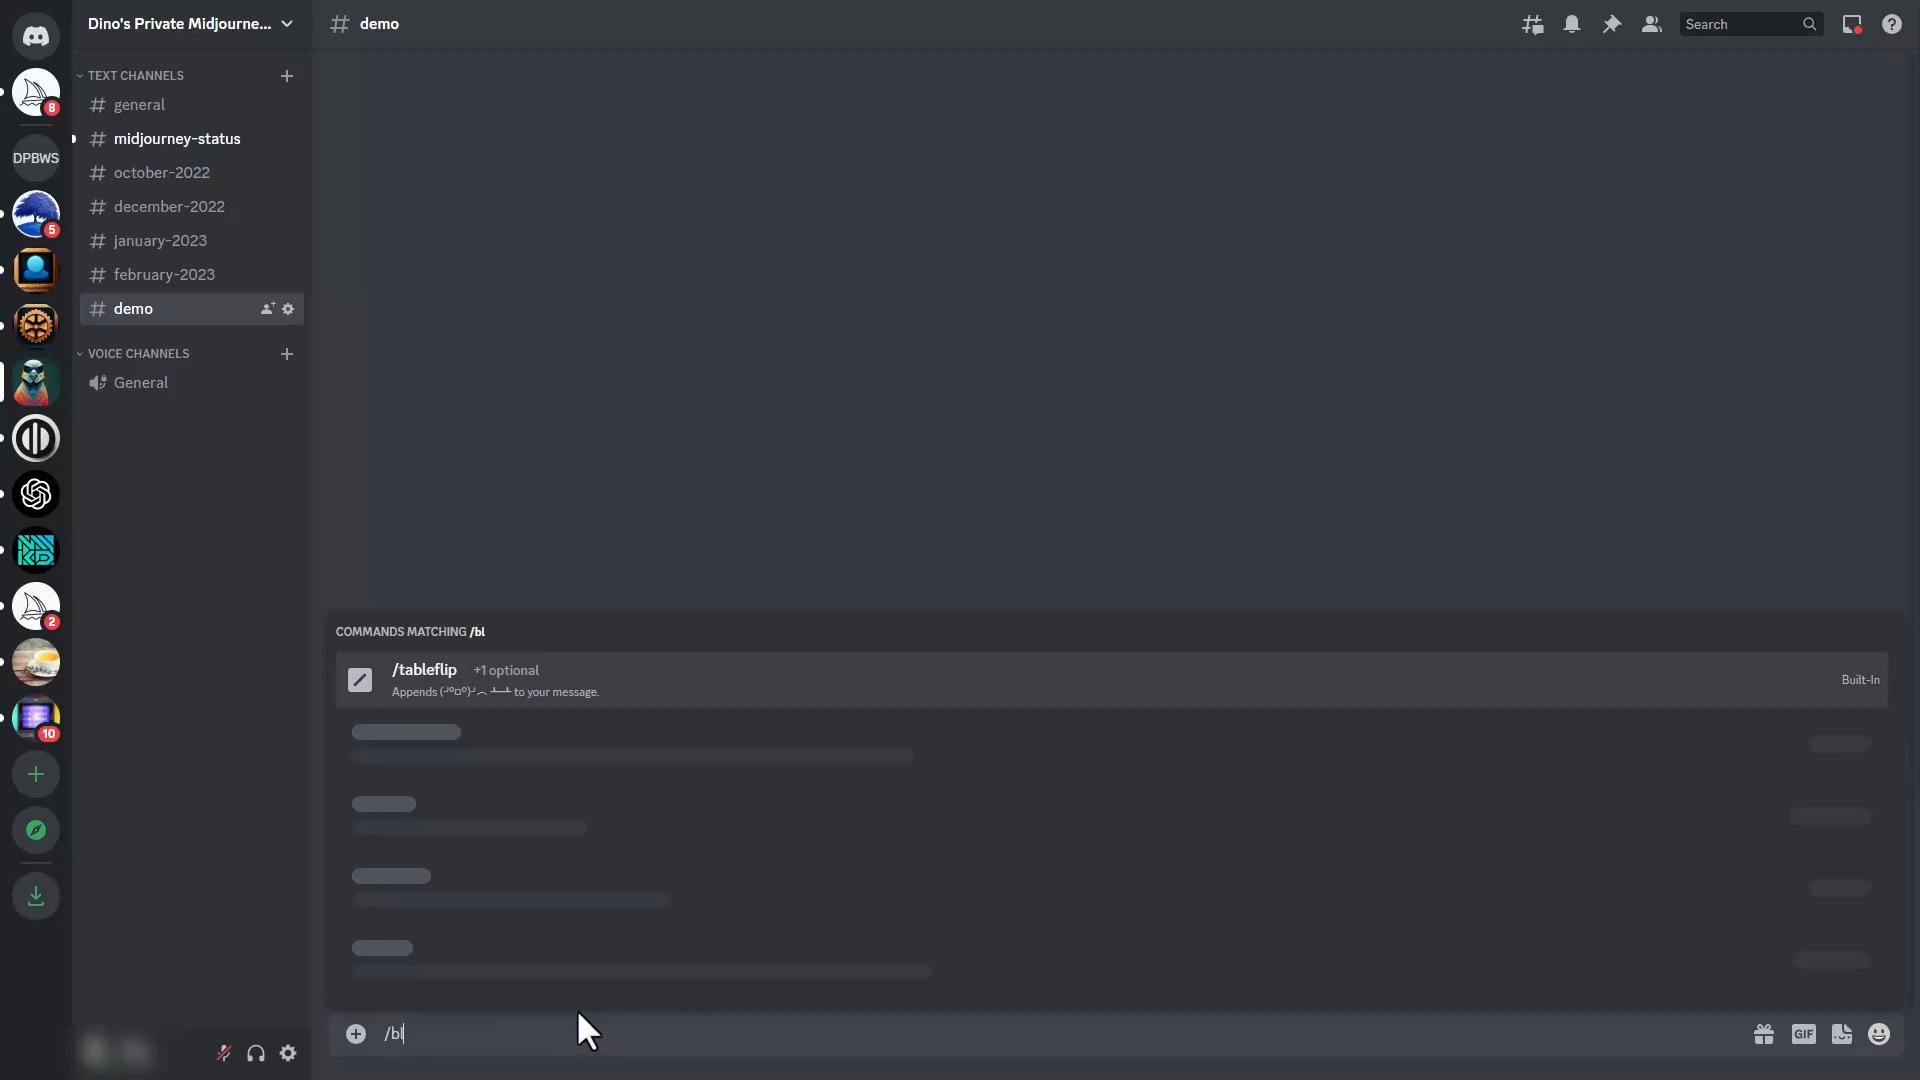 Dino's Private Midjourne...
demo
Search
8
TEXT CHANNELS
general
midjourney-status
DPBWS
october-2022
december-2022
5
january-2023
february-2023
demo
VOICE CHANNELS
General
2
10
COMMANDS MATCHING /bl
/tableflip +1 optional
Appends (╯°□°)╯︵ ┻━┻ to your message.
Built-In
/bl
GIF